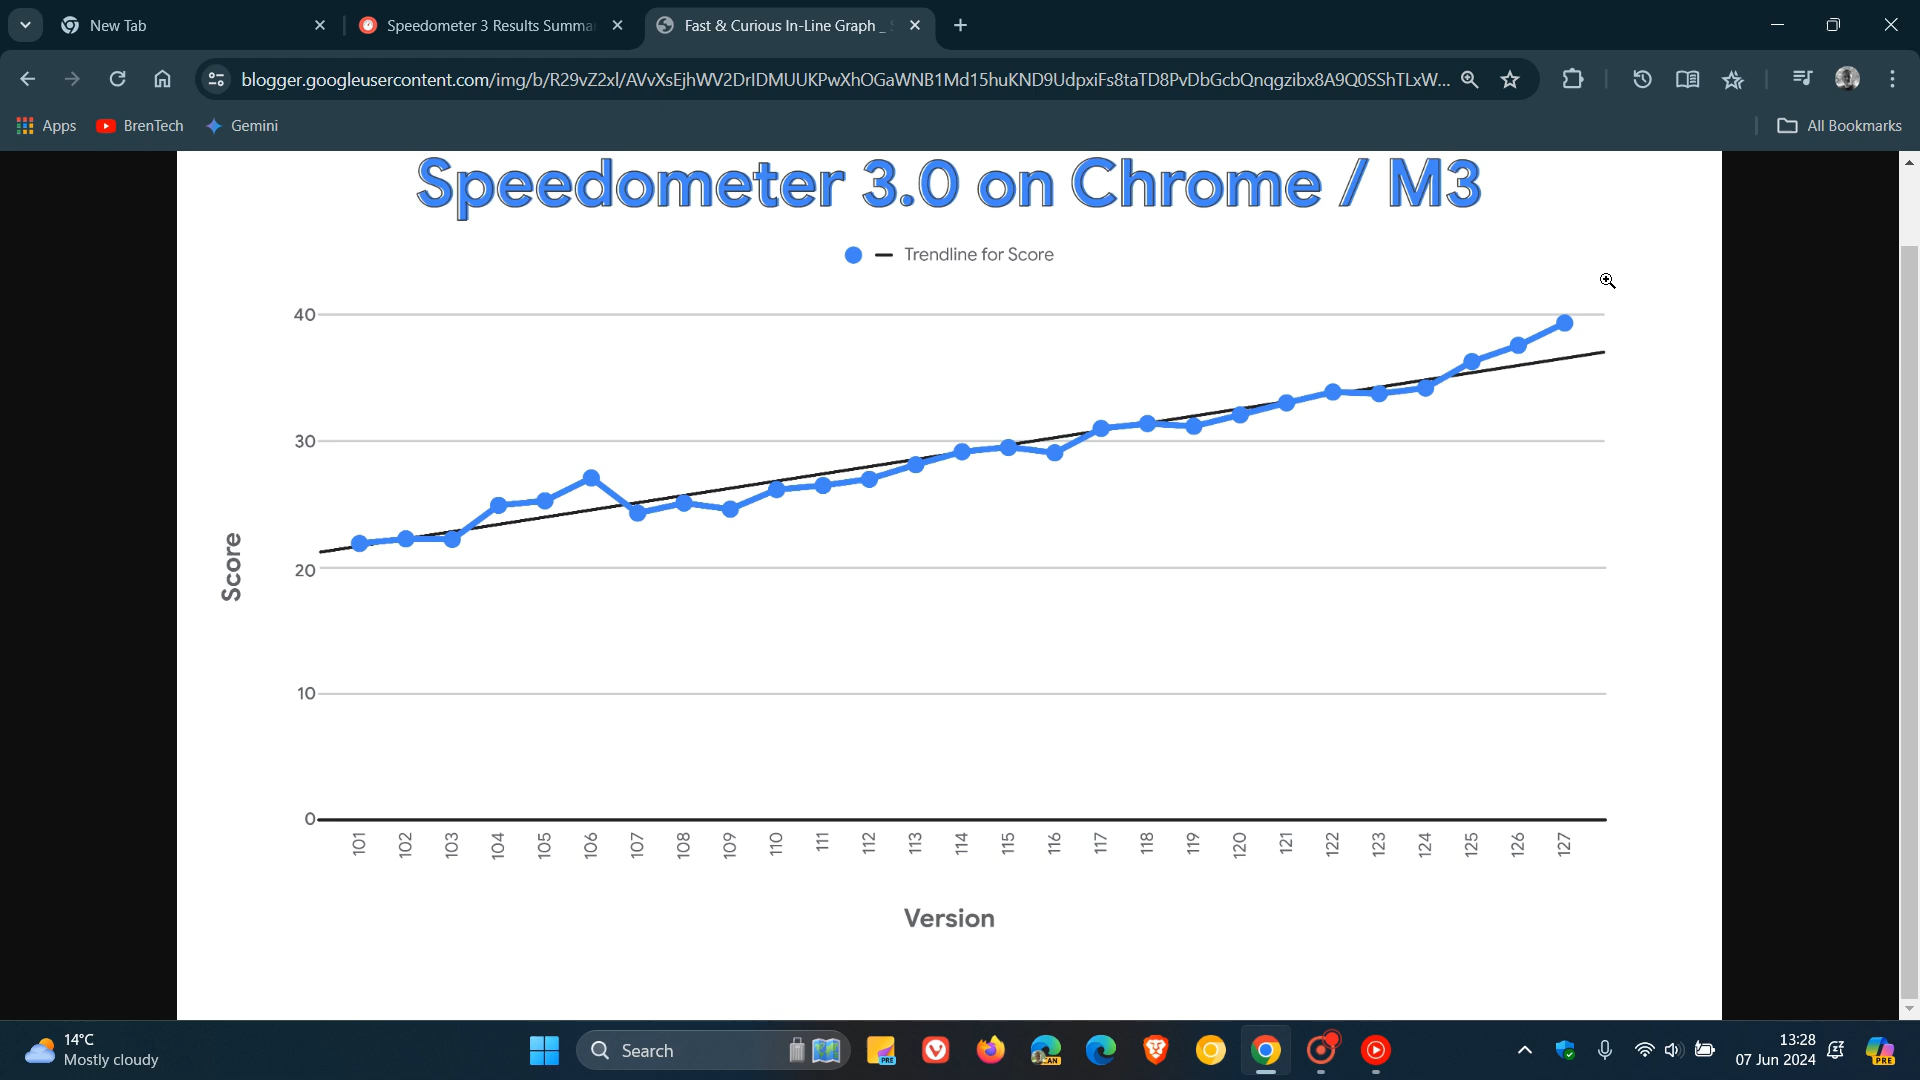 New Tab
Speedometer 3 Results Summa
Fast & Curious In-Line Graph _
blogger.googleusercontent.com/img/b/R29vZ2xl/AVvXsEjhWV2DrIDMUUKPwXhOGaWNB1Md15huKND9UdpxiFs8taTD8PvDbGcbQnqgzibx8A9Q0SShTLxW...
Apps
BrenTech
Gemini
All Bookmarks
Speedometer 3.0 on Chrome / M3
Trendline for Score
40
30
20
10
0
Score
101 102 103 104 105 106 107 108 109 110 111 112 113 114 115 116 117 118 119 120 121 122 123 124 125 126 127
Version
14°C
Mostly cloudy
Search
PRE
CAN
13:28
07 Jun 2024
PRE